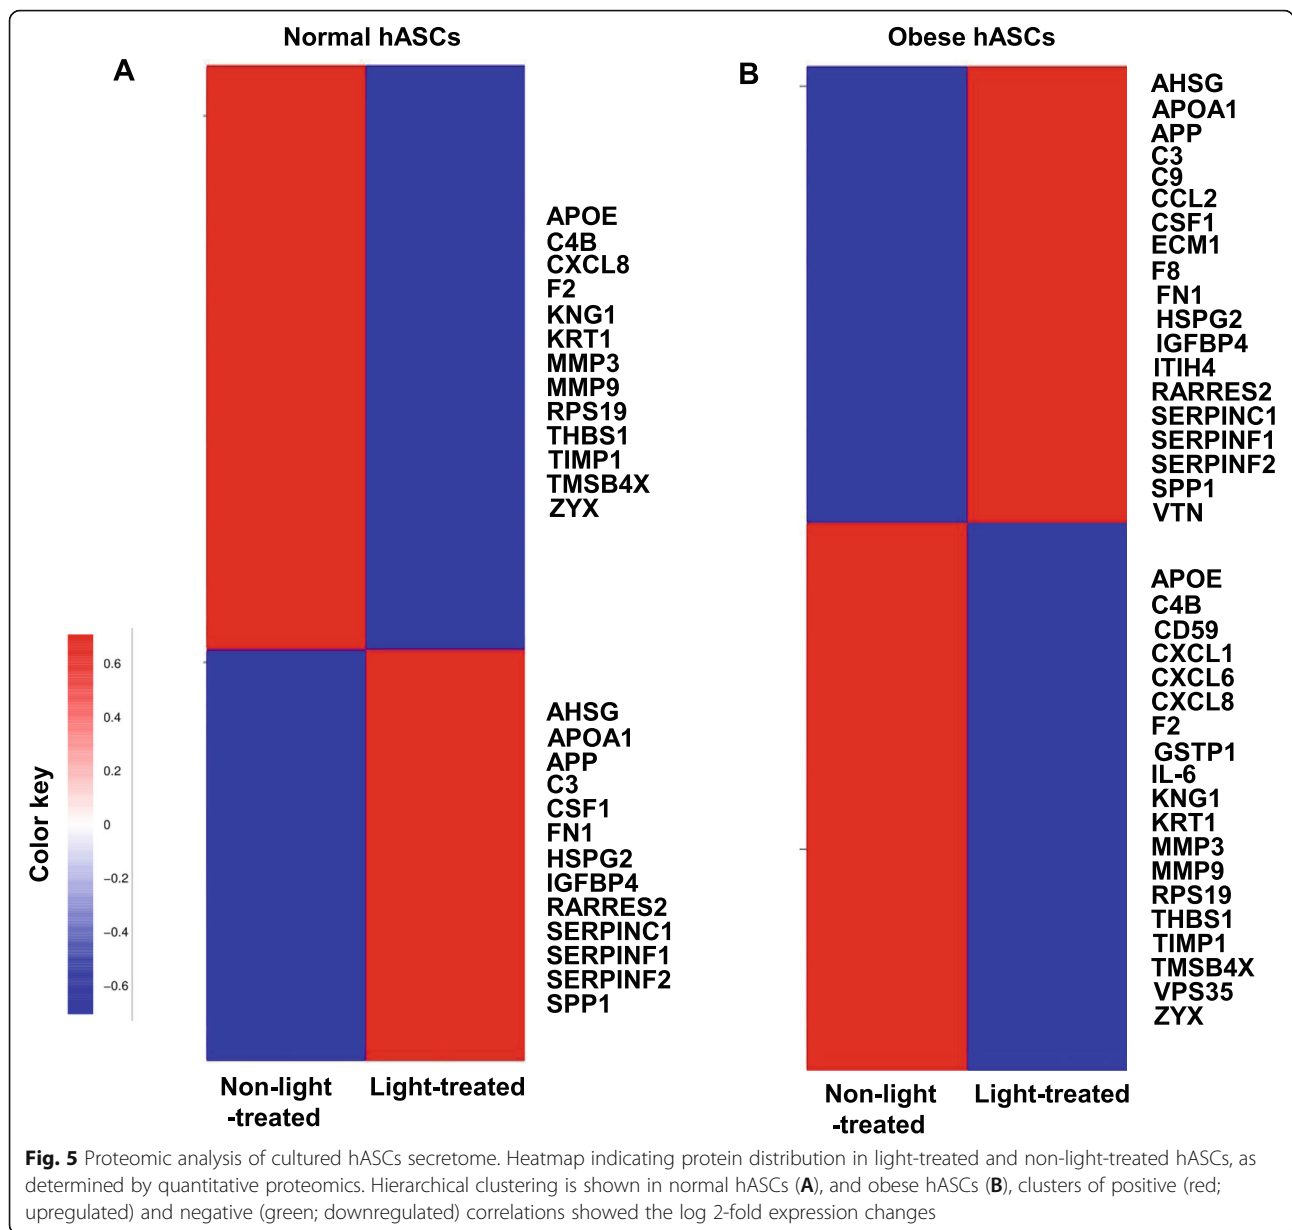 Normal hASCs
A
APOE
C4B
CXCL8
F2
KNG1
KRT1
MMP3
MMP9
RPS19
THBS1
TIMP1
TMSB4X
ZYX
AHSG
APOA1
APP
C3
CSF1
FN1
HSPG2
IGFBP4
RARRES2
SERPINC1
SERPINF1
SERPINF2
SPP1
Color key
0.6
0.4
0.2
0
−0.2
−0.4
−0.6
Non-light
-treated
Light-treated
Obese hASCs
B
AHSG
APOA1
APP
C3
C9
CCL2
CSF1
ECM1
F8
FN1
HSPG2
IGFBP4
ITIH4
RARRES2
SERPINC1
SERPINF1
SERPINF2
SPP1
VTN
APOE
C4B
CD59
CXCL1
CXCL6
CXCL8
F2
GSTP1
IL-6
KNG1
KRT1
MMP3
MMP9
RPS19
THBS1
TIMP1
TMSB4X
VPS35
ZYX
Non-light
-treated
Light-treated
Fig. 5 Proteomic analysis of cultured hASCs secretome. Heatmap indicating protein distribution in light-treated and non-light-treated hASCs, as
determined by quantitative proteomics. Hierarchical clustering is shown in normal hASCs (A), and obese hASCs (B), clusters of positive (red;
upregulated) and negative (green; downregulated) correlations showed the log 2-fold expression changes